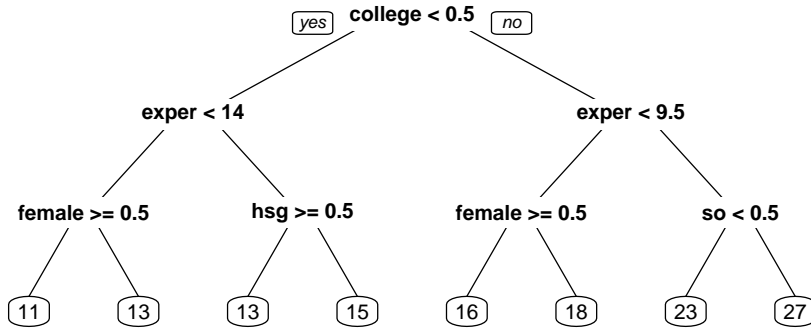 yes college < 0.5 no
exper < 14 exper < 9.5
female >= 0.5 hsg >= 0.5 female >= 0.5 so < 0.5
11 13 13 15 16 18 23 27